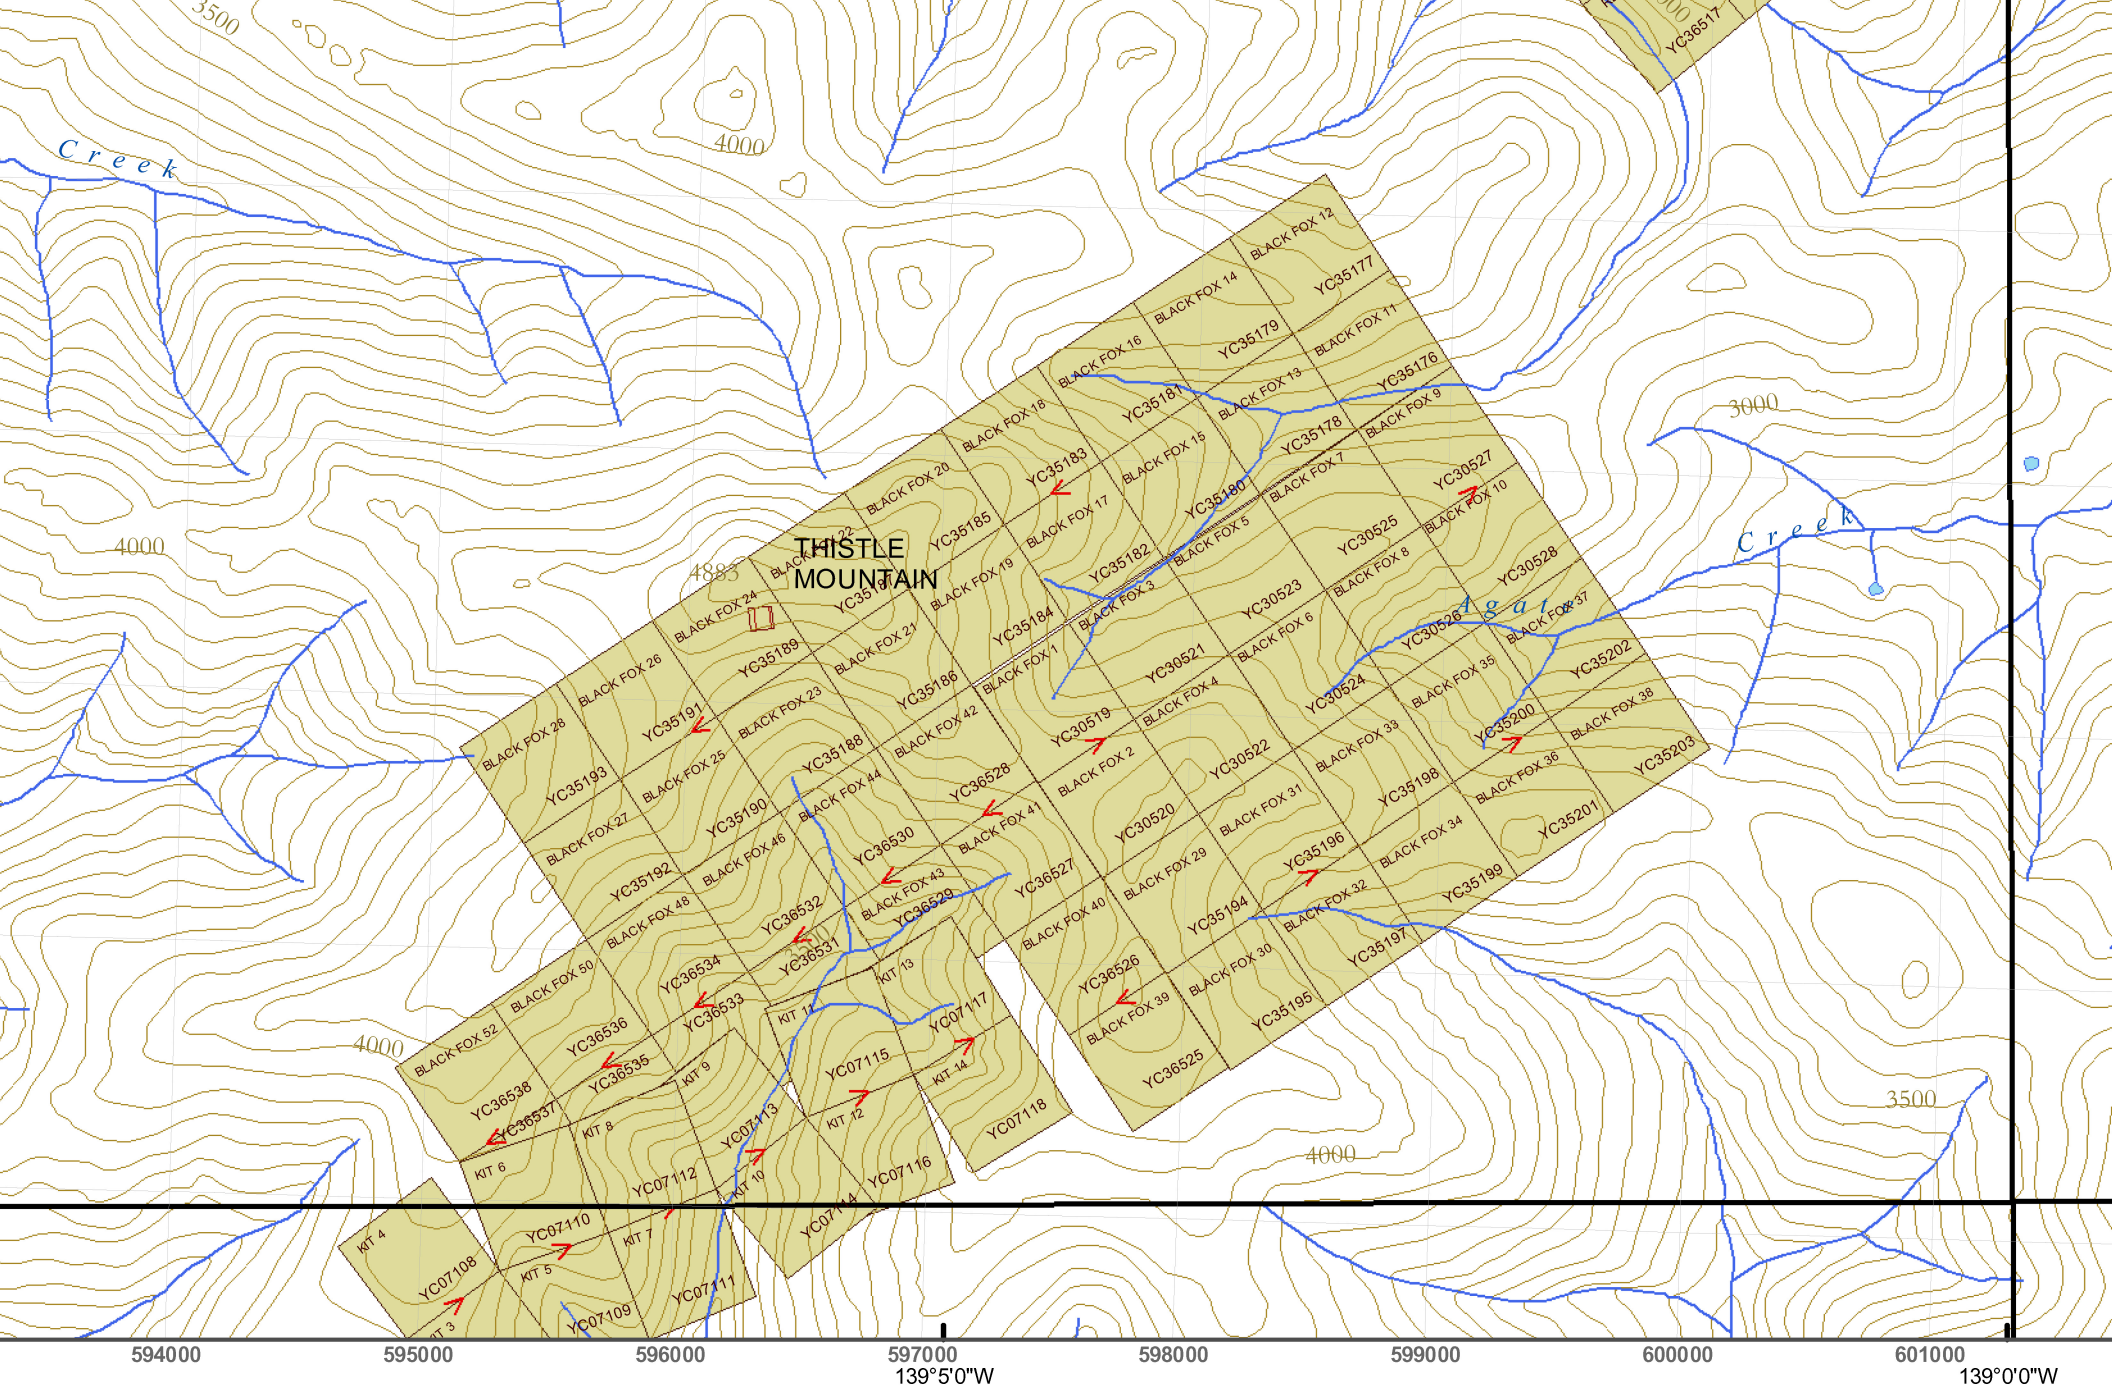 3500
YC36517
Creek
4000
BLACK FOX 12
YC35177
BLACK FOX 14
YC35179
BLACK FOX 11
YC35176
BLACK FOX 16
YC35181
BLACK FOX 13
YC35178
BLACK FOX 9
YC30527
BLACK FOX 18
YC35183
BLACK FOX 15
YC35180
BLACK FOX 7
YC30525
BLACK FOX 10
YC30528
3000
Creek
Agate
BLACK FOX 20
YC35185
BLACK FOX 17
YC35182
BLACK FOX 5
YC30523
BLACK FOX 8
YC30526
BLACK FOX 37
YC35202
4000
4883
THISTLE
MOUNTAIN
BLACK FOX 19
YC35184
BLACK FOX 3
YC30521
BLACK FOX 6
YC30524
BLACK FOX 35
YC35200
BLACK FOX 38
YC35203
BLACK FOX 24
YC35189
BLACK FOX 21
YC35186
BLACK FOX 1
YC30519
BLACK FOX 4
YC30522
BLACK FOX 33
YC35198
BLACK FOX 36
YC35201
BLACK FOX 26
YC35191
BLACK FOX 23
YC35188
BLACK FOX 42
YC36528
BLACK FOX 2
YC30520
BLACK FOX 31
YC35196
BLACK FOX 34
YC35199
BLACK FOX 28
YC35193
BLACK FOX 25
YC35190
BLACK FOX 44
YC36530
BLACK FOX 41
YC36527
BLACK FOX 29
YC35194
BLACK FOX 32
YC35197
BLACK FOX 27
YC35192
BLACK FOX 46
YC36532
BLACK FOX 43
YC36529
BLACK FOX 40
YC36526
BLACK FOX 30
YC35195
BLACK FOX 48
YC36534
YC36531
BLACK FOX 39
YC36525
BLACK FOX 50
YC36536
YC36533
KIT 13
YC07117
KIT 11
YC07115
4000
BLACK FOX 52
YC36538
YC36535
YC36537
KIT 9
YC07113
KIT 14
YC07118
KIT 12
YC07116
3500
4000
KIT 8
YC07112
KIT 10
YC07114
KIT 6
YC07110
KIT 7
YC07111
KIT 4
YC07108
KIT 5
YC07109
594000 595000 596000 597000 598000 599000 600000 601000
139°5'0"W 139°0'0"W